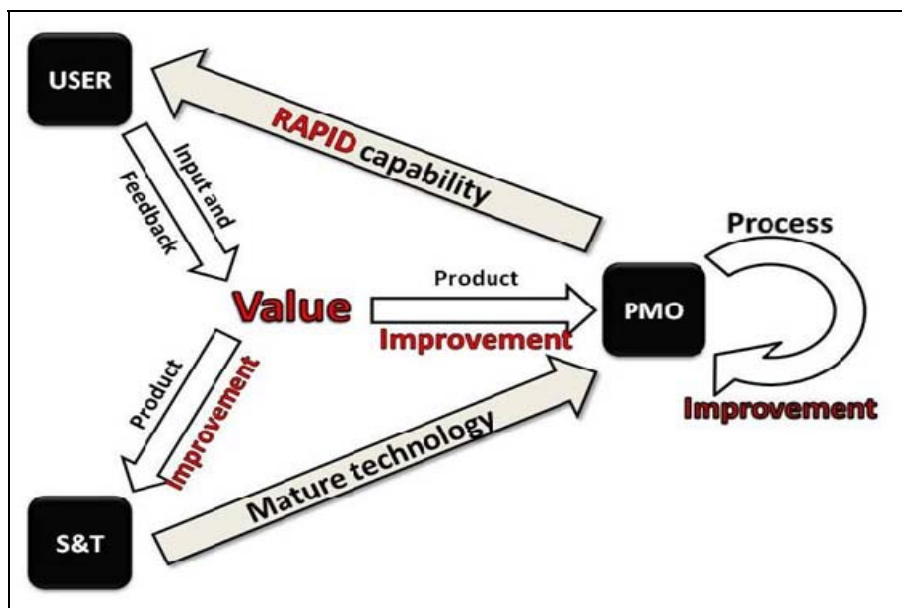 USER
RAPID capability
Input and
Feedback
Process
Value
Product
Improvement
PMO
Improvement
Product
Improvement
Mature technology
S&T